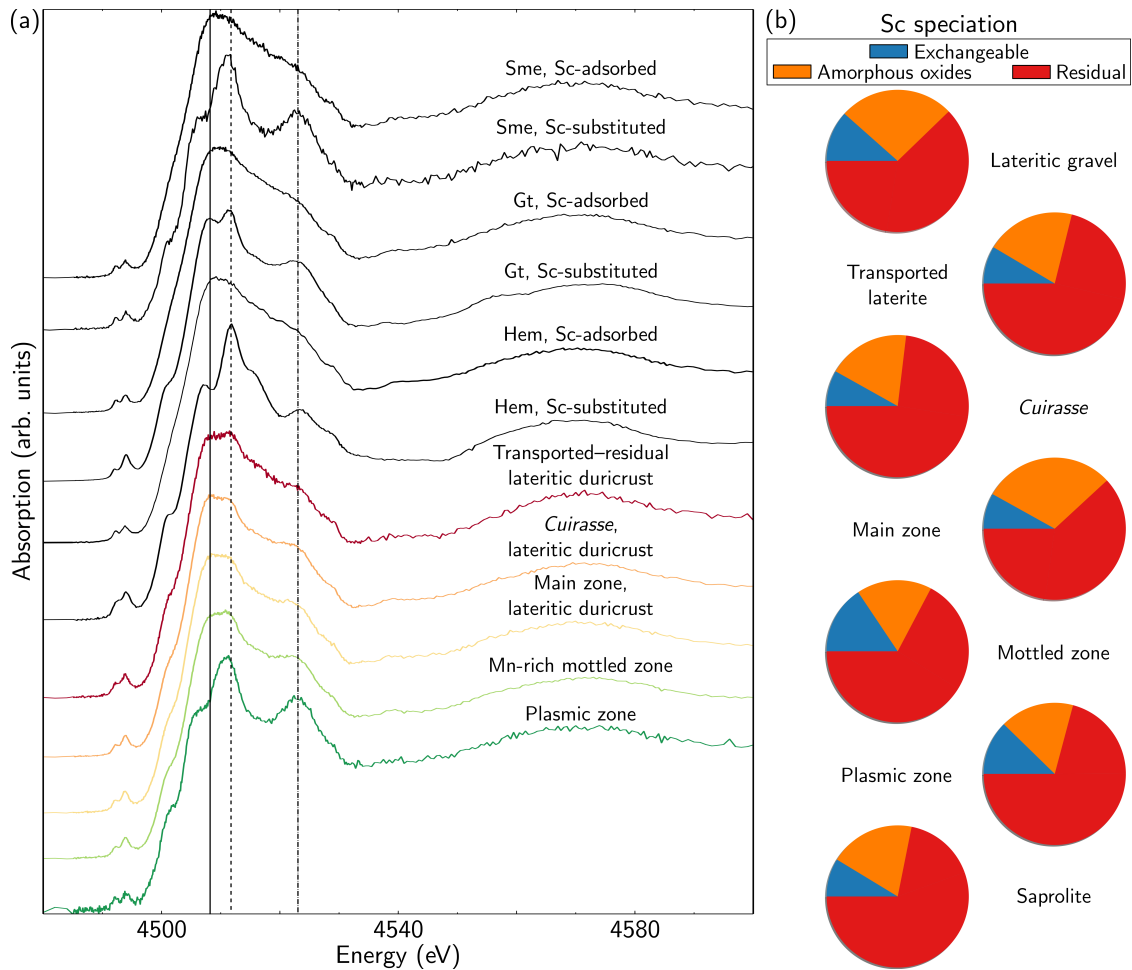 (a)
Sme, Sc-adsorbed
Sme, Sc-substituted
Gt, Sc-adsorbed
Gt, Sc-substituted
Hem, Sc-adsorbed
Hem, Sc-substituted
Transported–residual
lateritic duricrust
Cuirasse,
lateritic duricrust
Main zone,
lateritic duricrust
Mn-rich mottled zone
Plasmic zone
Absorption (arb. units)
4500
4540
4580
Energy (eV)
(b)
Sc speciation
Exchangeable
Amorphous oxides
Residual
Lateritic gravel
Transported
laterite
Cuirasse
Main zone
Mottled zone
Plasmic zone
Saprolite